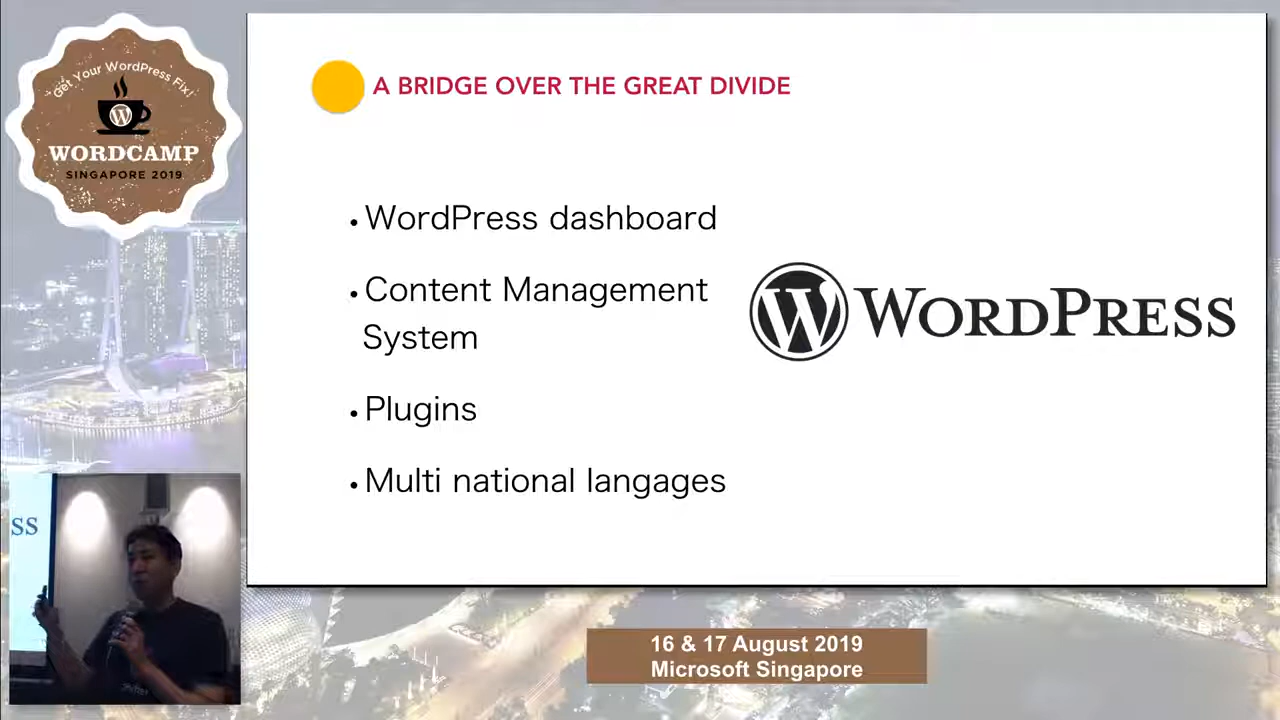 Get Your WordPress Fix!
WORDCAMP
SINGAPORE 2019
A BRIDGE OVER THE GREAT DIVIDE
• WordPress dashboard
• Content Management
System
• Plugins
• Multi national langages
WORDPRESS
SS
16 & 17 August 2019
Microsoft Singapore